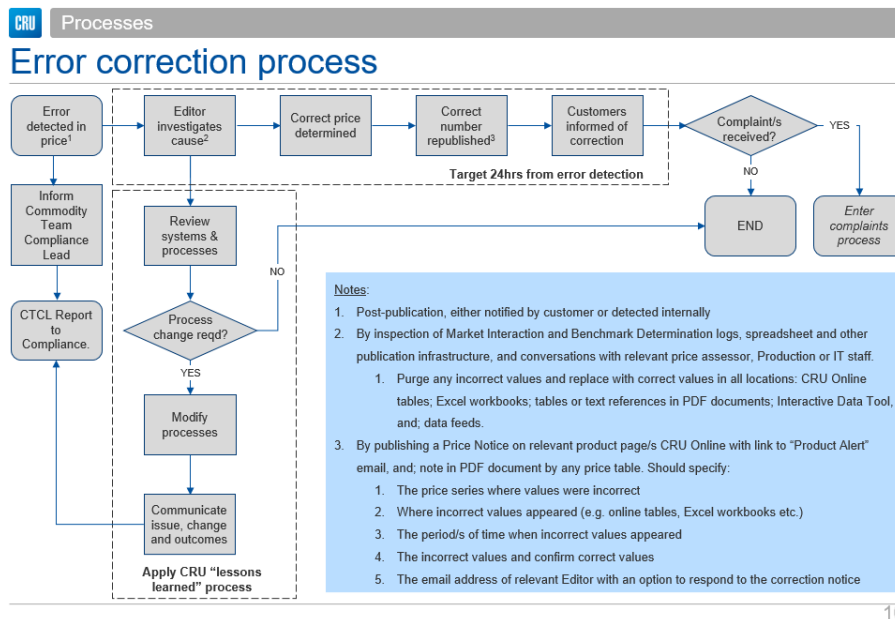 CRU
Processes
Error correction process
Error
detected in
price1
Editor
investigates
cause2
Correct price
determined
Correct
number
republished3
Customers
informed of
correction
Complaint/s
received?
YES
NO
Target 24hrs from error detection
Inform
Commodity
Team
Compliance
Lead
Review
systems &
processes
END
Enter
complaints
process
NO
CTCL Report
to
Compliance.
Process
change reqd?
YES
Modify
processes
Communicate
issue, change
and outcomes
Apply CRU “lessons
learned” process
Notes:
1. Post-publication, either notified by customer or detected internally
2. By inspection of Market Interaction and Benchmark Determination logs, spreadsheet and other
publication infrastructure, and conversations with relevant price assessor, Production or IT staff.
1. Purge any incorrect values and replace with correct values in all locations: CRU Online
tables; Excel workbooks; tables or text references in PDF documents; Interactive Data Tool,
and; data feeds.
3. By publishing a Price Notice on relevant product page/s CRU Online with link to “Product Alert”
email, and; note in PDF document by any price table. Should specify:
1. The price series where values were incorrect
2. Where incorrect values appeared (e.g. online tables, Excel workbooks etc.)
3. The period/s of time when incorrect values appeared
4. The incorrect values and confirm correct values
5. The email address of relevant Editor with an option to respond to the correction notice